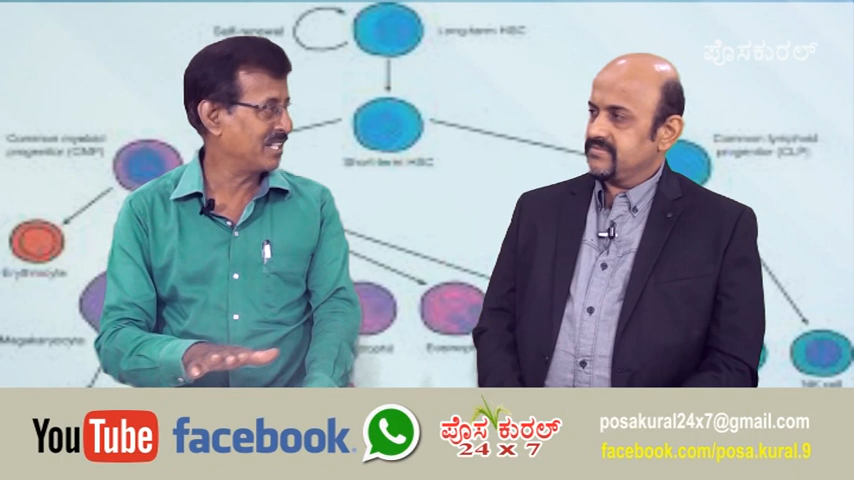 Self-renewal
Long-term HSC
ಪೊಸಕುರಲ್
Common myeloid
progenitor (CMP)
Short-term HSC
Common lymphoid
progenitor (CLP)
Erythrocyte
Megakaryocyte
NK cell
YouTube
facebook
ಪೊಸ ಕುರಲ್
24 x 7
posakural24x7@gmail.com
facebook.com/posa.kural.9